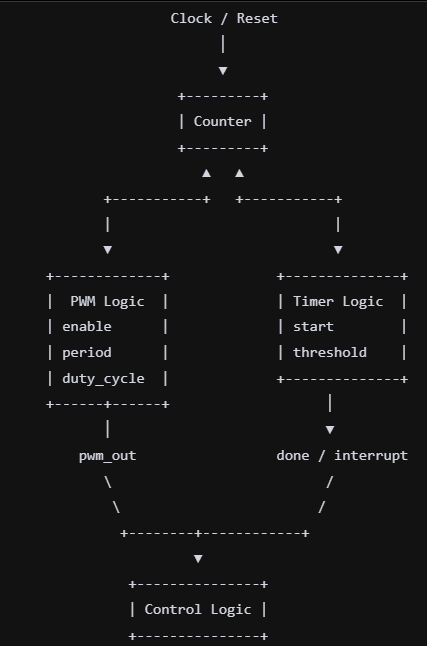 Clock / Reset
Counter
PWM Logic
Timer Logic
enable
start
period
threshold
duty_cycle
pwm_out
done / interrupt
Control Logic